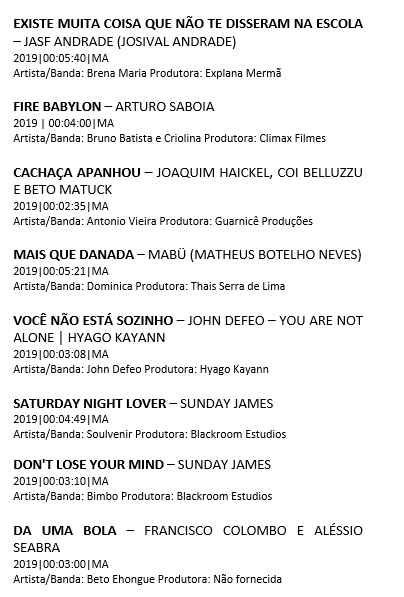 EXISTE MUITA COISA QUE NÃO TE DISSERAM NA ESCOLA
– JASF ANDRADE (JOSIVAL ANDRADE)
2019|00:05:40|MA
Artista/Banda: Brena Maria Produtora: Explana Mermã
FIRE BABYLON – ARTURO SABOIA
2019 | 00:04:00|MA
Artista/Banda: Bruno Batista e Criolina Produtora: Climax Filmes
CACHAÇA APANHOU – JOAQUIM HAICKEL, COI BELLUZZU
E BETO MATUCK
2019|00:02:35|MA
Artista/Banda: Antonio Vieira Produtora: Guarnicê Produções
MAIS QUE DANADA – MABÜ (MATHEUS BOTELHO NEVES)
2019|00:05:21|MA
Artista/Banda: Dominica Produtora: Thais Serra de Lima
VOCÊ NÃO ESTÁ SOZINHO – JOHN DEFEO – YOU ARE NOT
ALONE | HYAGO KAYANN
2019|00:03:08|MA
Artista/Banda: John Defeo Produtora: Hyago Kayann
SATURDAY NIGHT LOVER – SUNDAY JAMES
2019|00:04:49|MA
Artista/Banda: Soulvenir Produtora: Blackroom Estudios
DON'T LOSE YOUR MIND – SUNDAY JAMES
2019|00:03:10|MA
Artista/Banda: Bimbo Produtora: Blackroom Estudios
DA UMA BOLA – FRANCISCO COLOMBO E ALÉSSIO
SEABRA
2019|00:03:00|MA
Artista/Banda: Beto Ehongue Produtora: Não fornecida